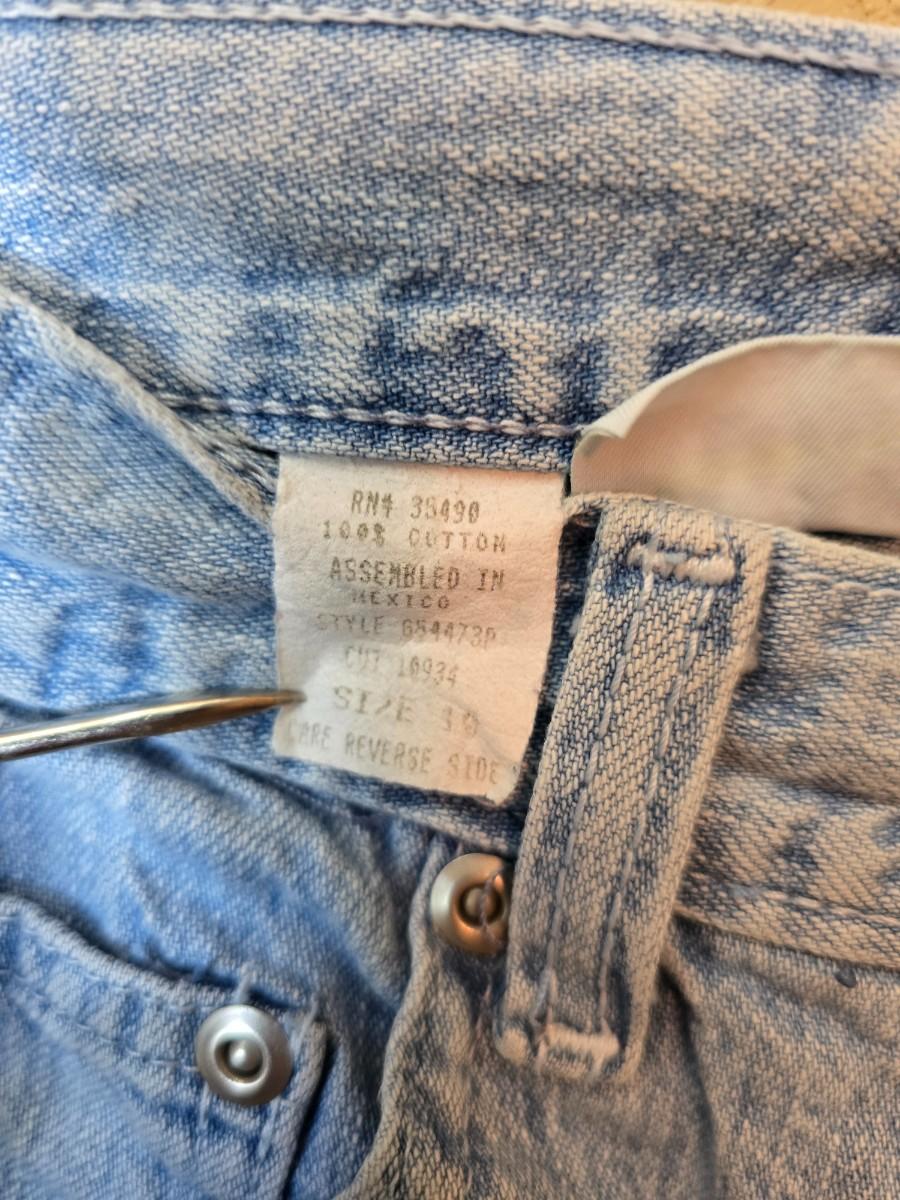 RN# 35490
100% COTTON
ASSEMBLED IN
MEXICO
STYLE 654473P
CUT 10934
SIZE 10
CARE REVERSE SIDE